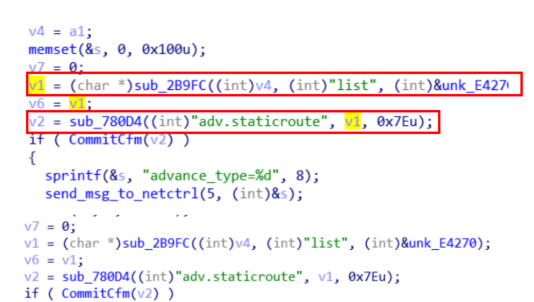 v4 = a1;
memset(&s, 0, 0x100u);
v7 = 0;
v1 = (char *)sub_2B9FC((int)v4, (int)"list", (int)&unk_E427
v6 = v1;
v2 = sub_780D4((int)"adv.staticroute", v1, 0x7Eu);
if ( CommitCfm(v2) )
{
sprintf(&s, "advance_type=%d", 8);
send_msg_to_netctrl(5, (int)&s);
v7 = 0;
v1 = (char *)sub_2B9FC((int)v4, (int)"list", (int)&unk_E4270);
v6 = v1;
v2 = sub_780D4((int)"adv.staticroute", v1, 0x7Eu);
if ( CommitCfm(v2) )